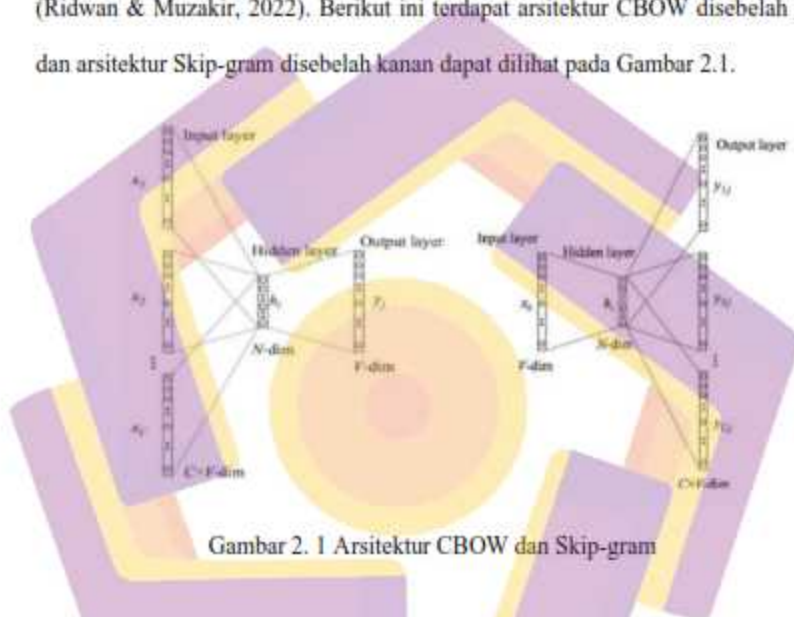 (Ridwan & Muzakir, 2022). Berikut ini terdapat arsitektur CBOW disebelah
dan arsitektur Skip-gram disebelah kanan dapat dilihat pada Gambar 2.1.
Input layer
Hidden layer
Output layer
N-dim
V-dim
C×V-dim
Input layer
Hidden layer
Output layer
V-dim
N-dim
C×V-dim
Gambar 2. 1 Arsitektur CBOW dan Skip-gram